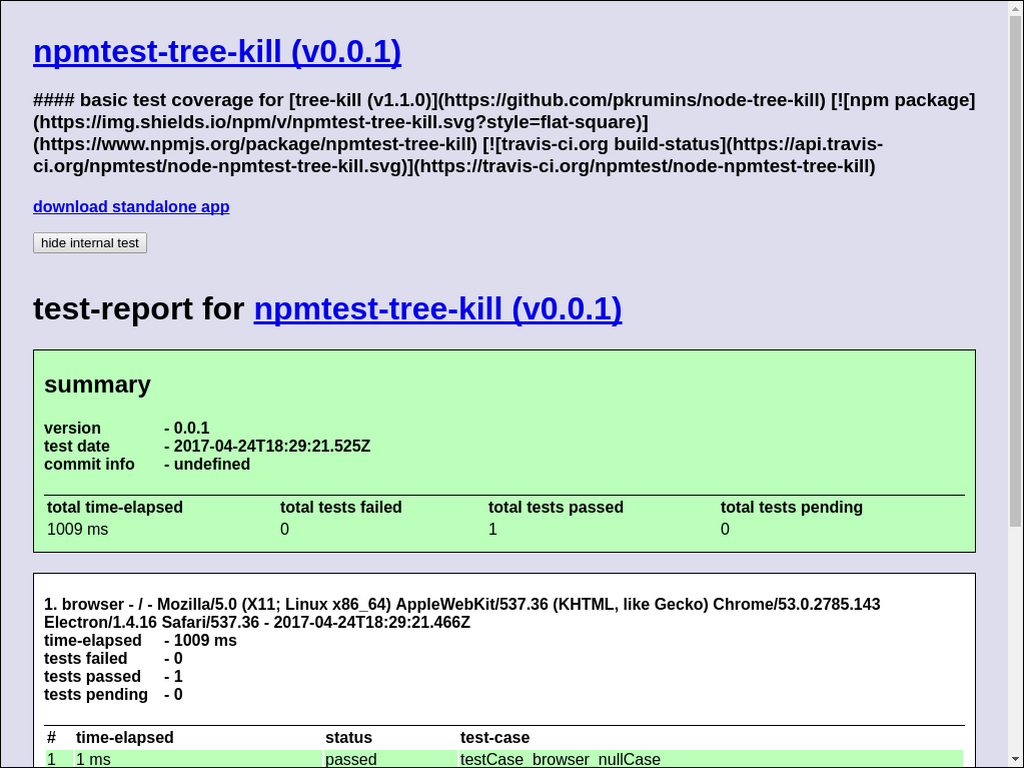 npmtest-tree-kill (v0.0.1)
#### basic test coverage for [tree-kill (v1.1.0)](https://github.com/pkrumins/node-tree-kill) [![npm package]
(https://img.shields.io/npm/v/npmtest-tree-kill.svg?style=flat-square)]
(https://www.npmjs.org/package/npmtest-tree-kill) [![travis-ci.org build-status](https://api.travis-
ci.org/npmtest/node-npmtest-tree-kill.svg)](https://travis-ci.org/npmtest/node-npmtest-tree-kill)
download standalone app
hide internal test
test-report for npmtest-tree-kill (v0.0.1)
summary
version - 0.0.1
test date - 2017-04-24T18:29:21.525Z
commit info - undefined
total time-elapsed total tests failed total tests passed total tests pending
1009 ms 0 1 0
1. browser - / - Mozilla/5.0 (X11; Linux x86_64) AppleWebKit/537.36 (KHTML, like Gecko) Chrome/53.0.2785.143
Electron/1.4.16 Safari/537.36 - 2017-04-24T18:29:21.466Z
time-elapsed - 1009 ms
tests failed - 0
tests passed - 1
tests pending - 0
# time-elapsed status test-case
1 1 ms passed testCase_browser_nullCase